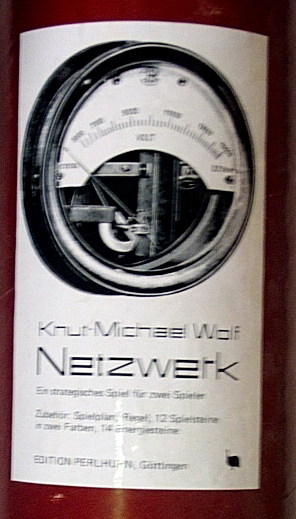 VOLT
Knut-Michael Wolf
Netzwerk
Ein strategisches Spiel für zwei Spieler
Zubehör: Spielplan, Regel, 12 Spielsteine
in zwei Farben, 14 Energiesteine
EDITION PERLHUHN, Göttingen